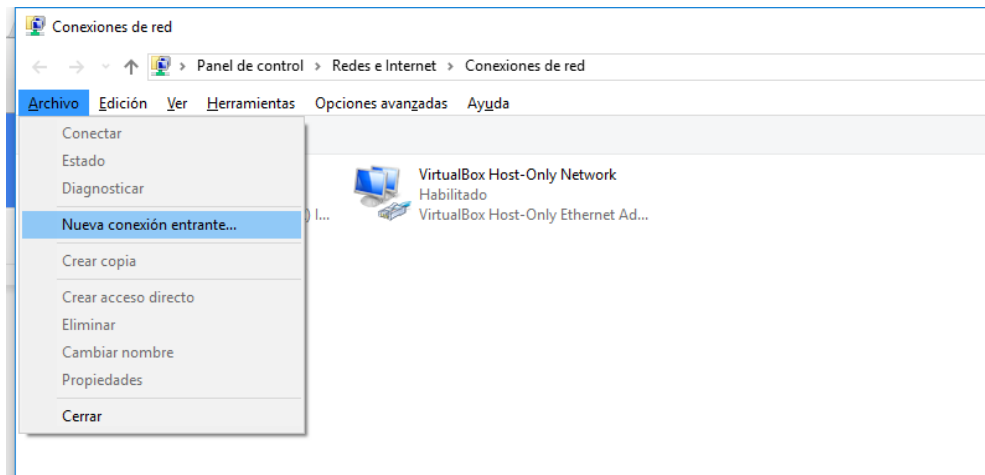 Conexiones de red
Panel de control > Redes e Internet > Conexiones de red
Archivo Edición Ver Herramientas Opciones avanzadas Ayuda
Conectar
Estado
Diagnosticar
Nueva conexión entrante...
Crear copia
Crear acceso directo
Eliminar
Cambiar nombre
Propiedades
Cerrar
VirtualBox Host-Only Network
Habilitado
) I...
VirtualBox Host-Only Ethernet Ad...